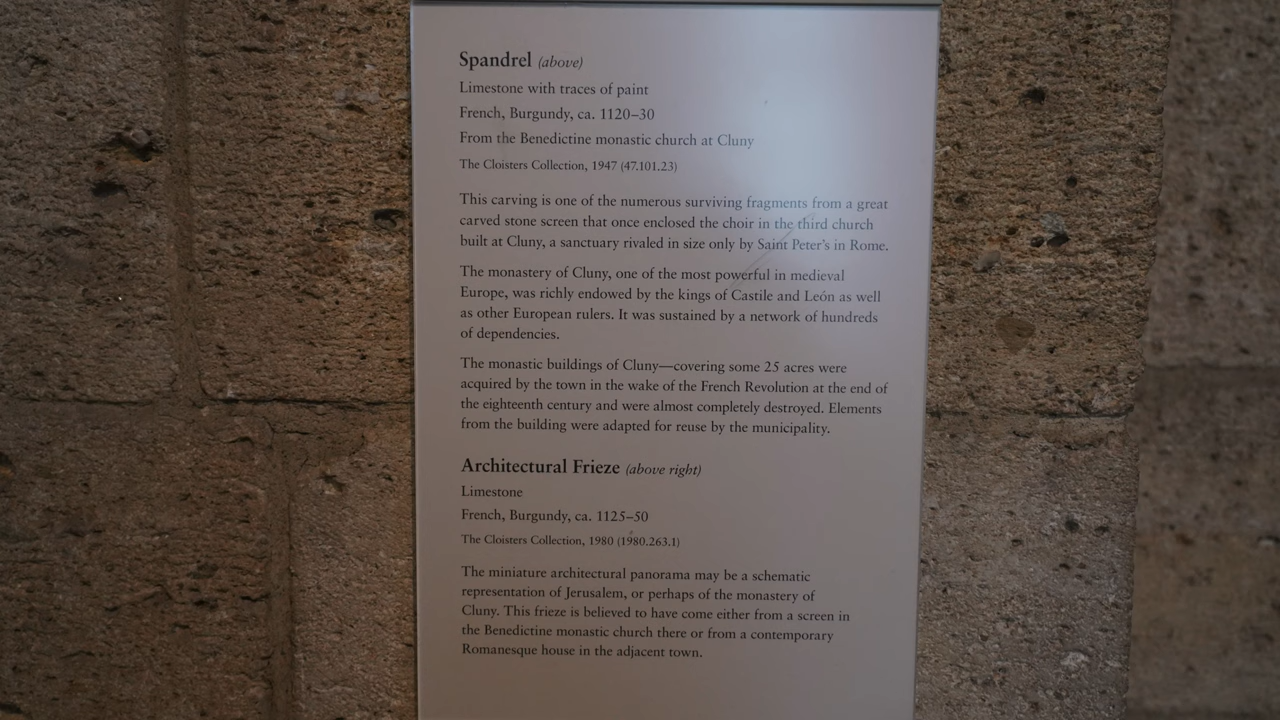 Spandrel (above)
Limestone with traces of paint
French, Burgundy, ca. 1120–30
From the Benedictine monastic church at Cluny
The Cloisters Collection, 1947 (47.101.23)
This carving is one of the numerous surviving fragments from a great
carved stone screen that once enclosed the choir in the third church
built at Cluny, a sanctuary rivaled in size only by Saint Peter's in Rome.
The monastery of Cluny, one of the most powerful in medieval
Europe, was richly endowed by the kings of Castile and León as well
as other European rulers. It was sustained by a network of hundreds
of dependencies.
The monastic buildings of Cluny—covering some 25 acres were
acquired by the town in the wake of the French Revolution at the end of
the eighteenth century and were almost completely destroyed. Elements
from the building were adapted for reuse by the municipality.
Architectural Frieze (above right)
Limestone
French, Burgundy, ca. 1125–50
The Cloisters Collection, 1980 (1980.263.1)
The miniature architectural panorama may be a schematic
representation of Jerusalem, or perhaps of the monastery of
Cluny. This frieze is believed to have come either from a screen in
the Benedictine monastic church there or from a contemporary
Romanesque house in the adjacent town.